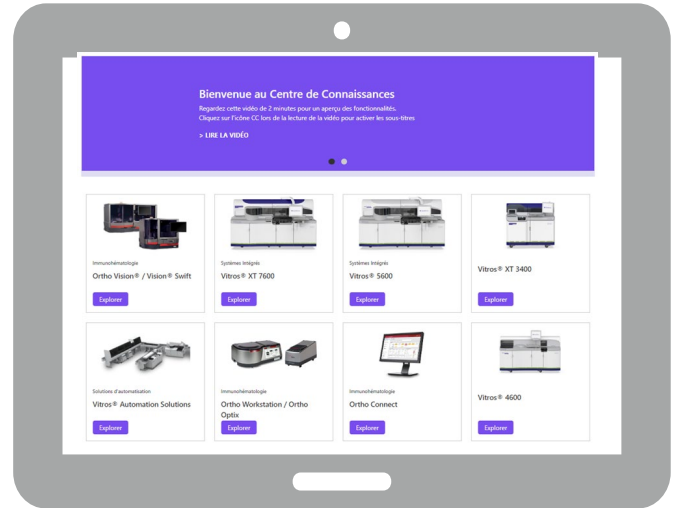 Bienvenue au Centre de Connaissances
Regardez cette vidéo de 2 minutes pour un aperçu des fonctionnalités.
Cliquez sur l'icône CC lors de la lecture de la vidéo pour activer les sous-titres
> LIRE LA VIDÉO
Immunohématologie
Ortho Vision® / Vision® Swift
Explorer
Systèmes Intégrés
Vitros® XT 7600
Explorer
Systèmes Intégrés
Vitros® 5600
Explorer
Vitros® XT 3400
Explorer
Solutions d'automatisation
Vitros® Automation Solutions
Explorer
Immunohématologie
Ortho Workstation / Ortho
Optix
Explorer
Immunohématologie
Ortho Connect
Explorer
Vitros® 4600
Explorer